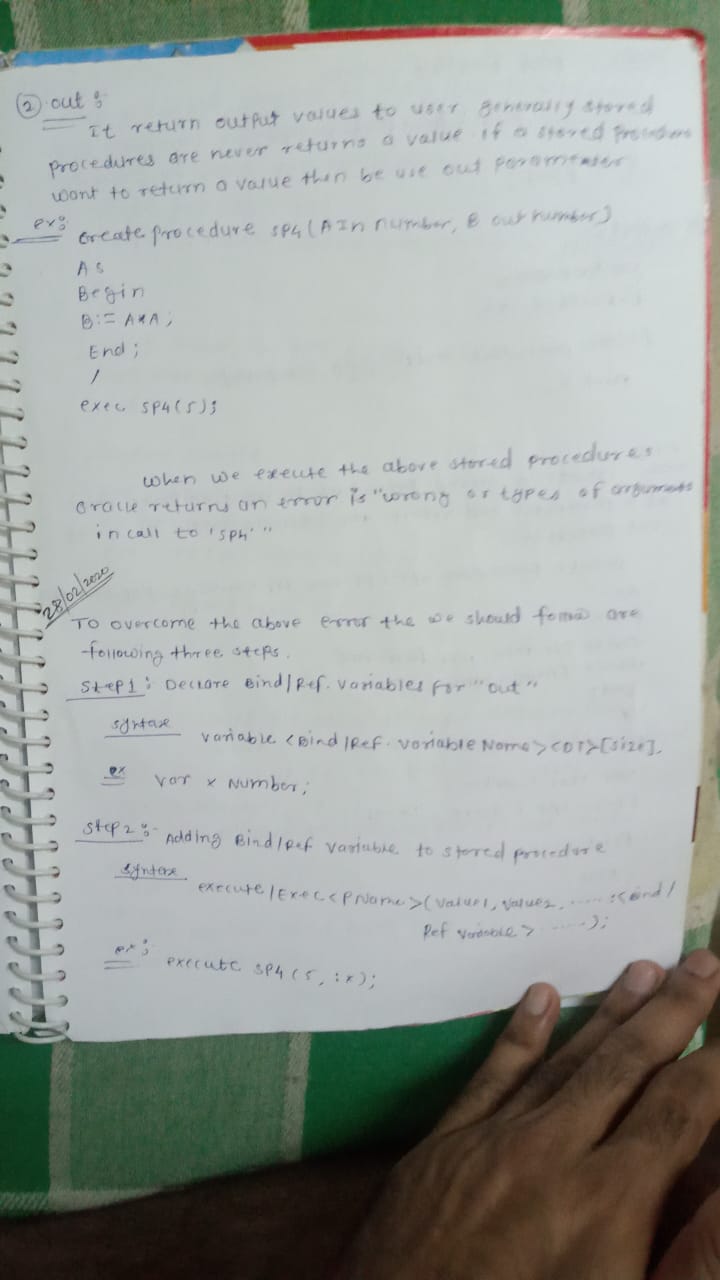 ② out :
It return output values to user generally stored
procedures are never returns a value if a stored procedure
want to return a value then be use out parameter
ex:
create procedure sp4(A In number, B out number)
As
Begin
B:= A*A;
End;
/
exec sp4(5);
when we execute the above stored procedures
oracle returns an error is "wrong or types of arguments
in call to 'sp4'"
28/02/2020
To overcome the above error the we should follow are
following three steps.
Step1: Declare Bind/Ref. variables for "out"
syntax
variable <Bind/Ref. variable Name><DT>[size].
ex
var x Number;
Step2:- Adding Bind/Ref variable to stored procedure
syntax
execute/Exec <PName>(value1, value2, ..... :<Bind/
Ref variable> .....);
ex:
execute sp4(5, :x);